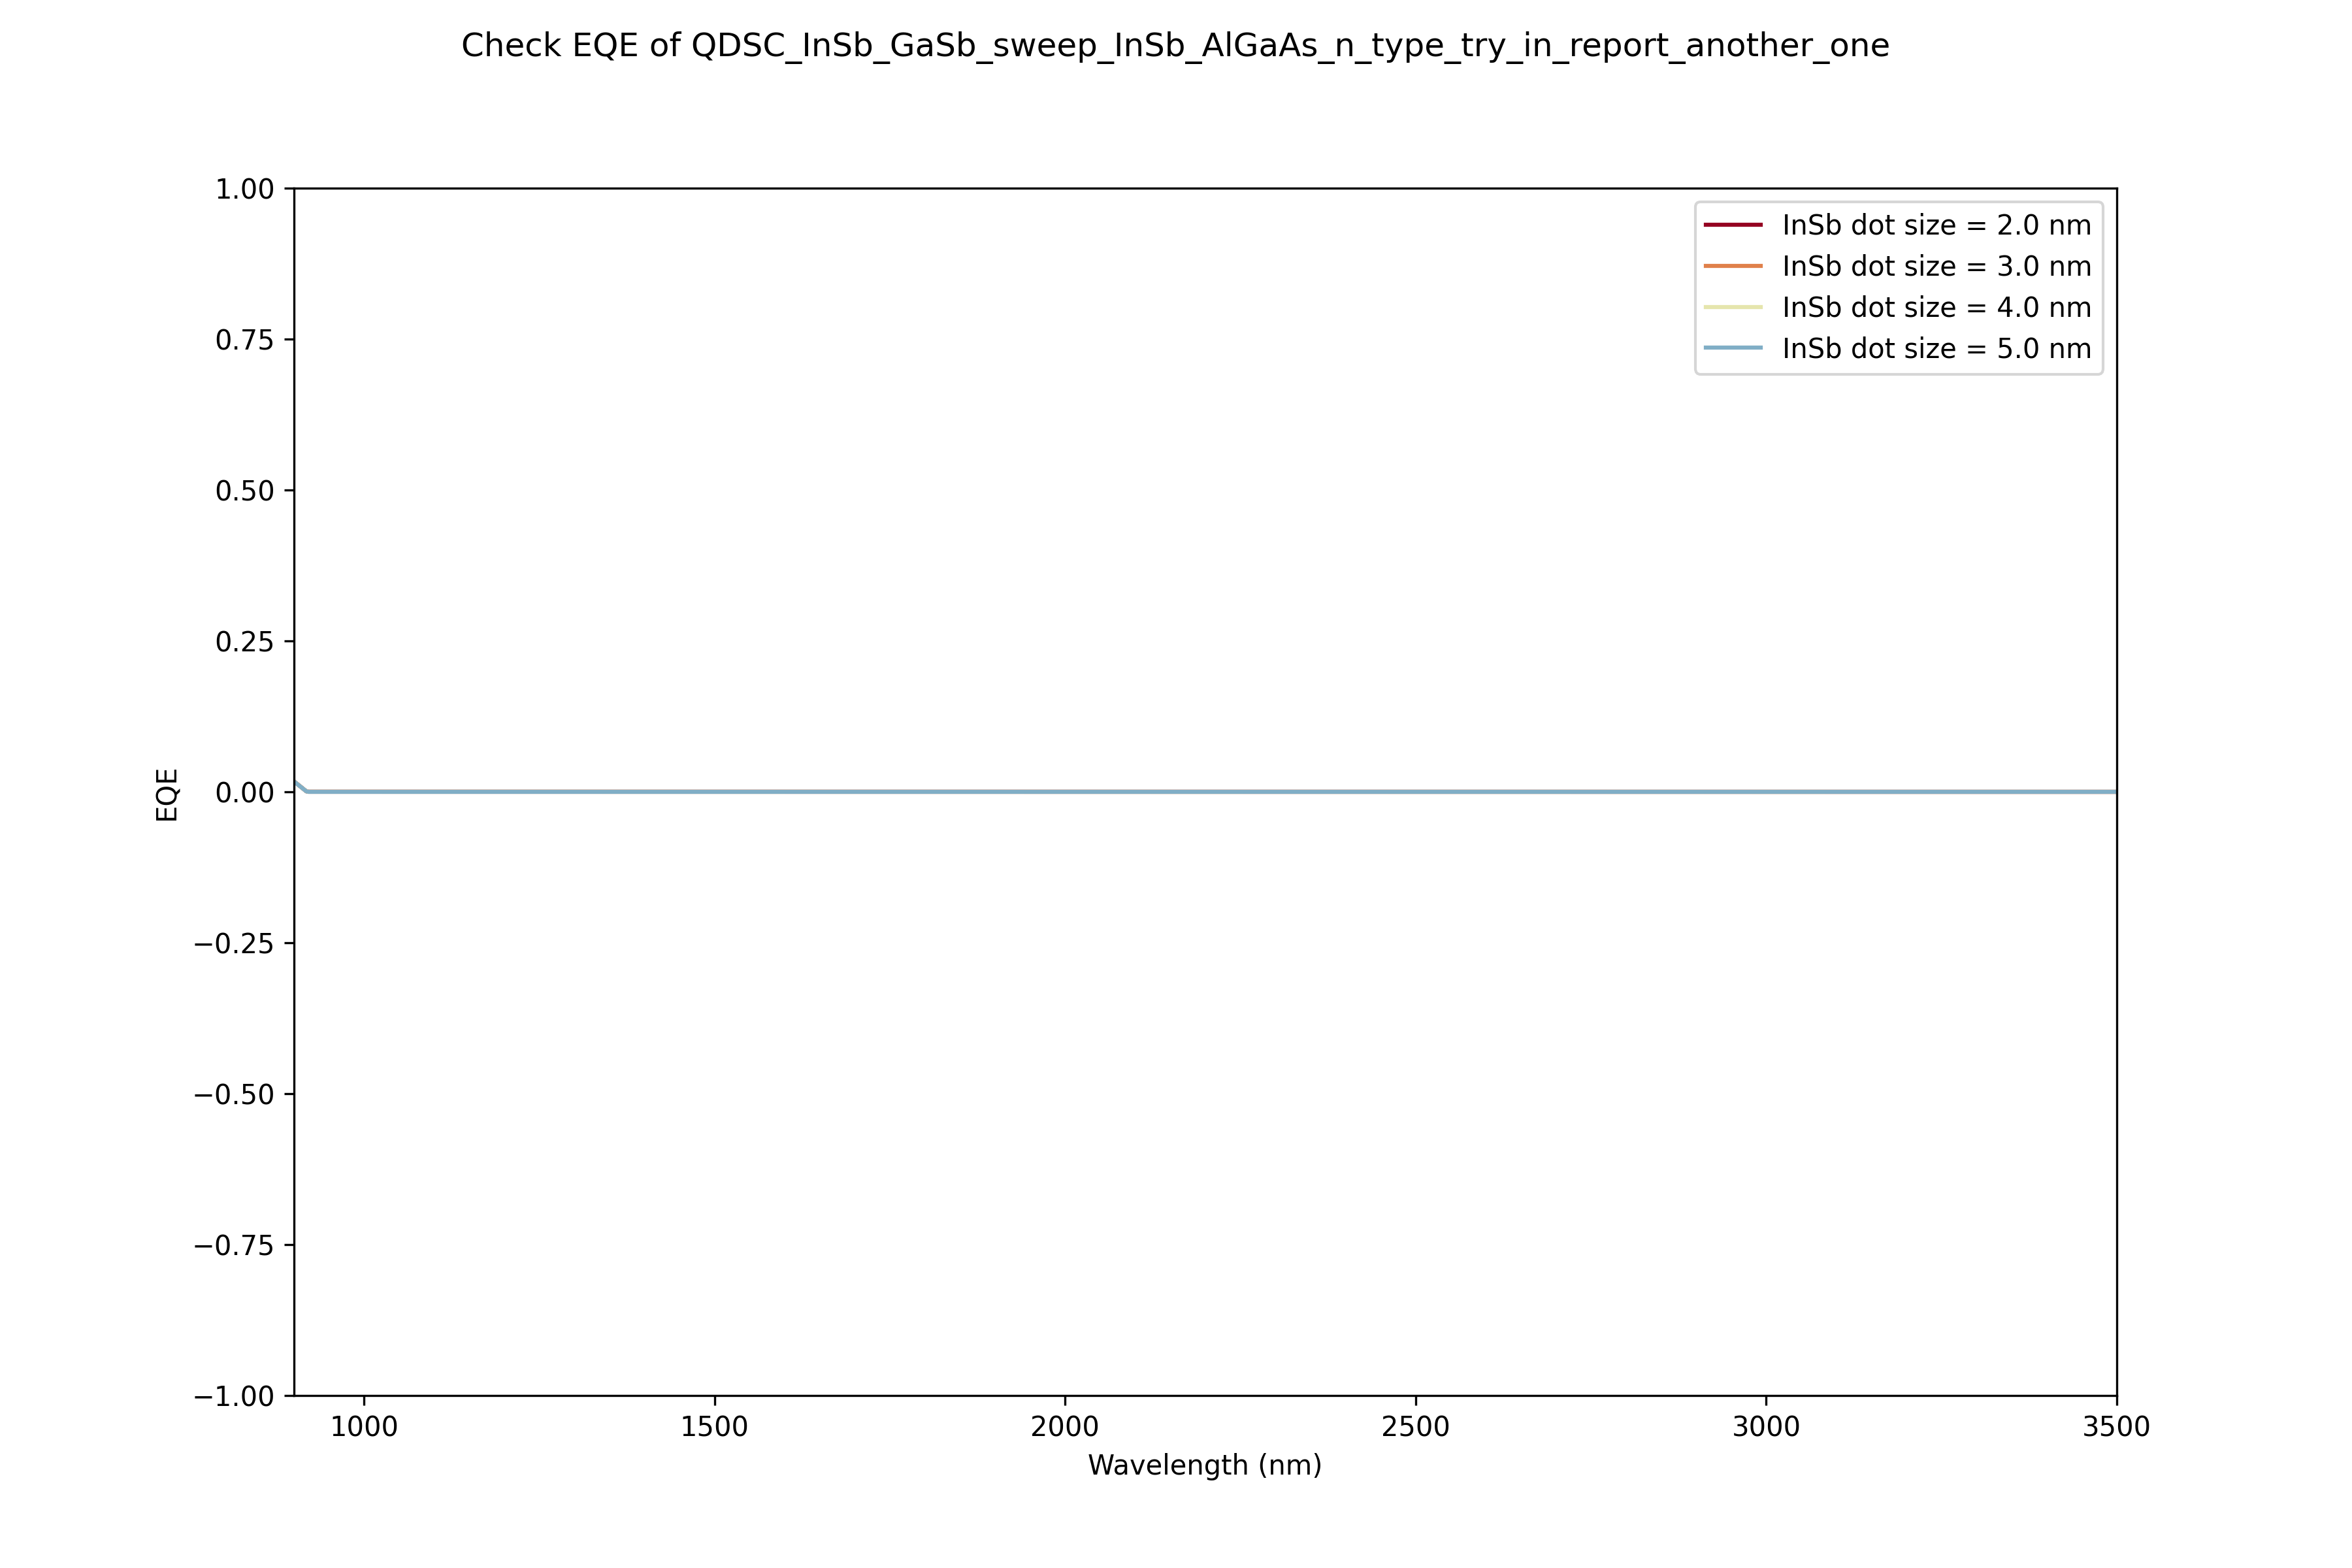 Check EQE of QDSC_InSb_GaSb_sweep_InSb_AlGaAs_n_type_try_in_report_another_one
InSb dot size = 2.0 nm
InSb dot size = 3.0 nm
InSb dot size = 4.0 nm
InSb dot size = 5.0 nm
EQE
1.00
0.75
0.50
0.25
0.00
−0.25
−0.50
−0.75
−1.00
1000 1500 2000 2500 3000 3500
Wavelength (nm)